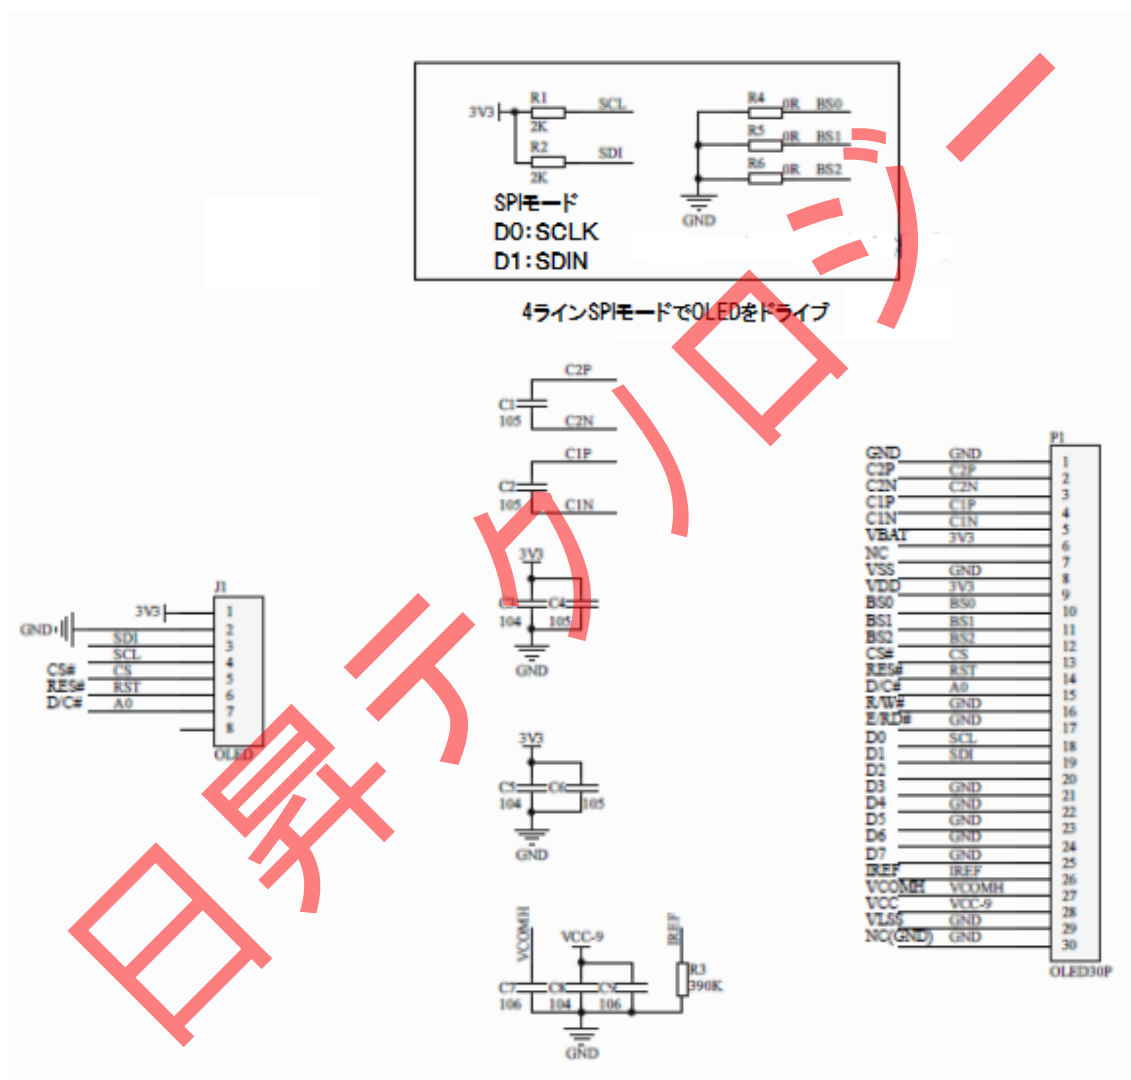 R1
SCL
3V3
2K
R2
SDI
2K
R4
0R
BS0
R5
0R
BS1
R6
0R
BS2
GND
SPIモード
D0:SCLK
D1:SDIN
4ラインSPIモードでOLEDをドライブ
C2P
C1
105
C2N
C1P
C2
105
C1N
3V3
C3
C4
104
105
GND
3V3
C5
C6
104
105
GND
VCOMH
VCC-9
IREF
C7
C8
C9
R3
390K
106
104
106
GND
J1
3V3
1
GND
2
SDI
3
SCL
4
CS#
CS
5
RES#
RST
6
D/C#
A0
7
8
OLED
P1
GND GND 1
C2P C2P 2
C2N C2N 3
C1P C1P 4
C1N C1N 5
VBAT 3V3 6
NC 7
VSS GND 8
VDD 3V3 9
BS0 BS0 10
BS1 BS1 11
BS2 BS2 12
CS# CS 13
RES# RST 14
D/C# A0 15
R/W# GND 16
E/RD# GND 17
D0 SCL 18
D1 SDI 19
D2 20
D3 GND 21
D4 GND 22
D5 GND 23
D6 GND 24
D7 GND 25
IREF IREF 26
VCOMH VCOMH 27
VCC VCC-9 28
VLSS GND 29
NC(GND) GND 30
OLED30P
日昇テクノロジー